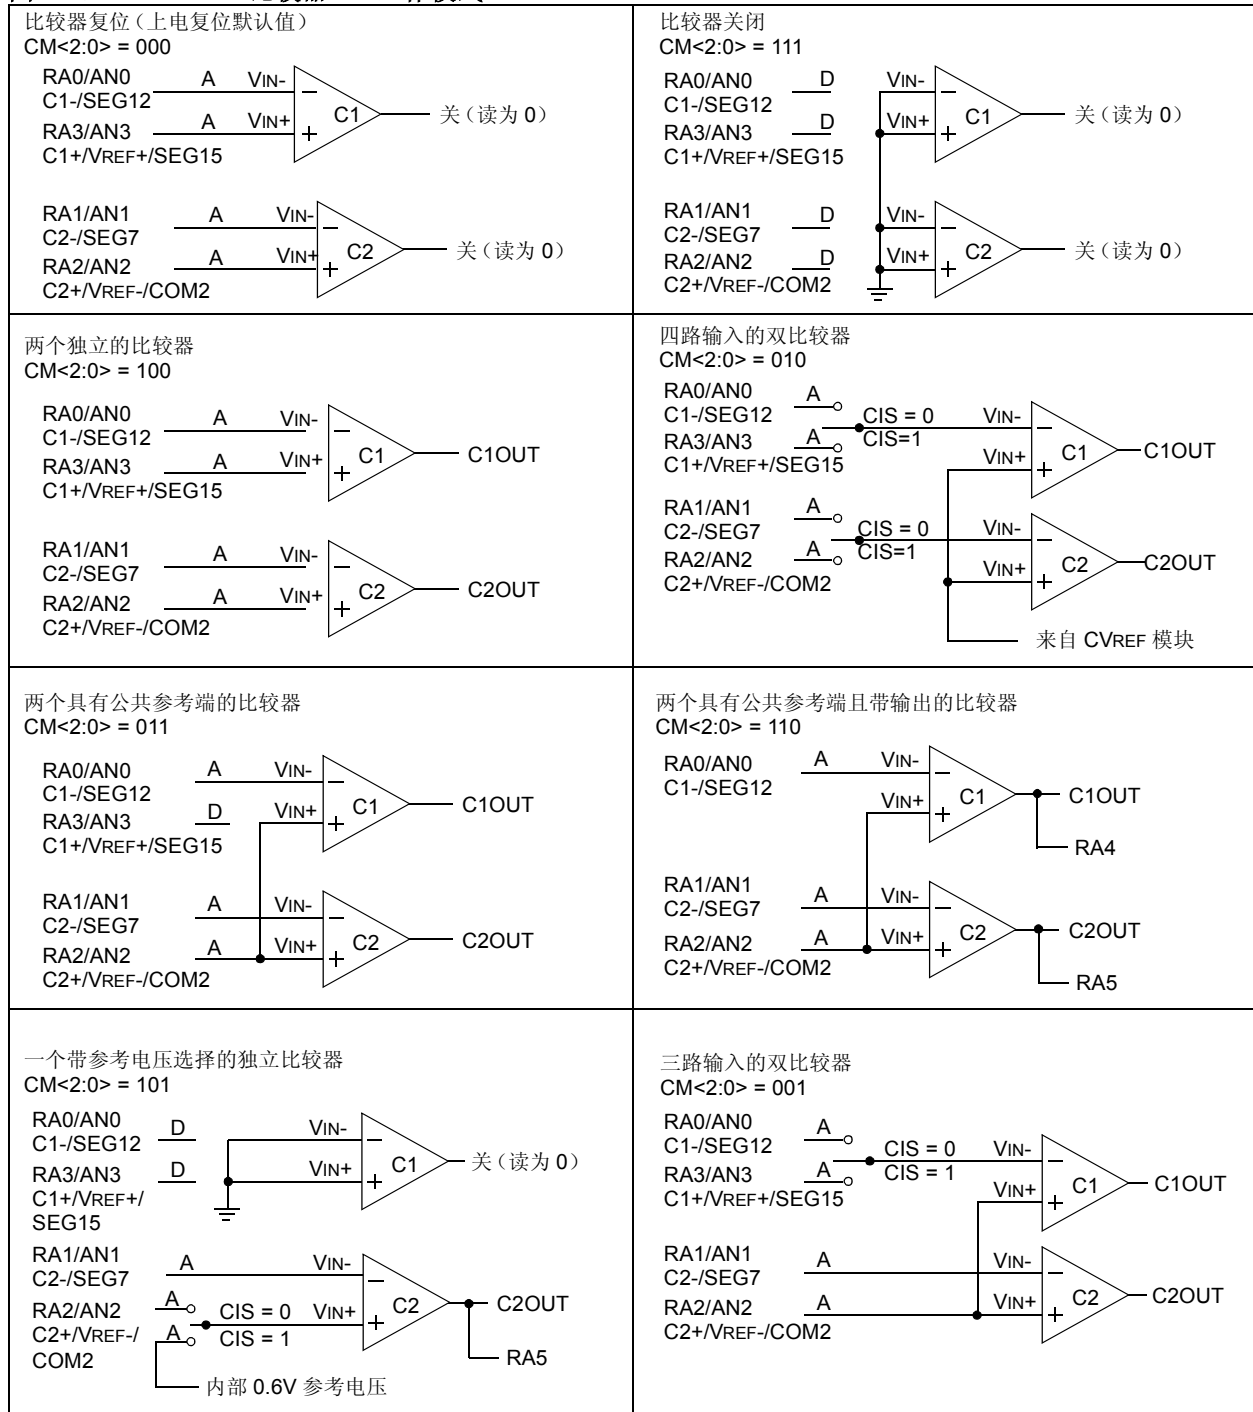 比较器复位（上电复位默认值）
CM<2:0> = 000
RA0/AN0
C1-/SEG12
A
VIN-
RA3/AN3
C1+/VREF+/SEG15
A
VIN+
C1
关（读为 0）
RA1/AN1
C2-/SEG7
A
VIN-
RA2/AN2
C2+/VREF-/COM2
A
VIN+
C2
关（读为 0）
比较器关闭
CM<2:0> = 111
RA0/AN0
C1-/SEG12
D
VIN-
RA3/AN3
C1+/VREF+/SEG15
D
VIN+
C1
关（读为 0）
RA1/AN1
C2-/SEG7
D
VIN-
RA2/AN2
C2+/VREF-/COM2
D
VIN+
C2
关（读为 0）
两个独立的比较器
CM<2:0> = 100
RA0/AN0
C1-/SEG12
A
VIN-
RA3/AN3
C1+/VREF+/SEG15
A
VIN+
C1
C1OUT
RA1/AN1
C2-/SEG7
A
VIN-
RA2/AN2
C2+/VREF-/COM2
A
VIN+
C2
C2OUT
四路输入的双比较器
CM<2:0> = 010
RA0/AN0
C1-/SEG12
A
CIS = 0
VIN-
RA3/AN3
C1+/VREF+/SEG15
A
CIS=1
VIN+
C1
C1OUT
RA1/AN1
C2-/SEG7
A
CIS = 0
VIN-
RA2/AN2
C2+/VREF-/COM2
A
CIS=1
VIN+
C2
C2OUT
来自 CVREF 模块
两个具有公共参考端的比较器
CM<2:0> = 011
RA0/AN0
C1-/SEG12
A
VIN-
RA3/AN3
C1+/VREF+/SEG15
D
VIN+
C1
C1OUT
RA1/AN1
C2-/SEG7
A
VIN-
RA2/AN2
C2+/VREF-/COM2
A
VIN+
C2
C2OUT
两个具有公共参考端且带输出的比较器
CM<2:0> = 110
RA0/AN0
C1-/SEG12
A
VIN-
VIN+
C1
C1OUT
RA4
RA1/AN1
C2-/SEG7
A
VIN-
RA2/AN2
C2+/VREF-/COM2
A
VIN+
C2
C2OUT
RA5
一个带参考电压选择的独立比较器
CM<2:0> = 101
RA0/AN0
C1-/SEG12
D
VIN-
RA3/AN3
C1+/VREF+/
SEG15
D
VIN+
C1
关（读为 0）
RA1/AN1
C2-/SEG7
A
VIN-
RA2/AN2
C2+/VREF-/
COM2
A
CIS = 0
VIN+
A
CIS = 1
C2
C2OUT
RA5
内部 0.6V 参考电压
三路输入的双比较器
CM<2:0> = 001
RA0/AN0
C1-/SEG12
A
CIS = 0
VIN-
RA3/AN3
C1+/VREF+/SEG15
A
CIS = 1
VIN+
C1
C1OUT
RA1/AN1
C2-/SEG7
A
VIN-
RA2/AN2
C2+/VREF-/COM2
A
VIN+
C2
C2OUT